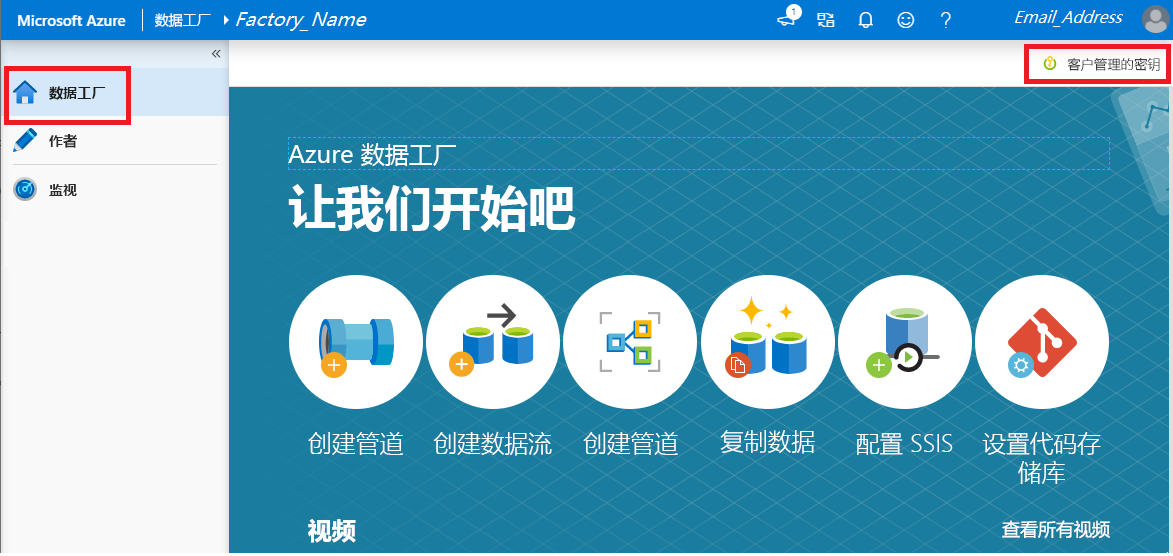 Microsoft Azure 数据工厂 Factory_Name 1 ? Email_Address
«
客户管理的密钥
数据工厂
作者
监视
Azure 数据工厂
让我们开始吧
创建管道 创建数据流 创建管道 复制数据 配置 SSIS 设置代码存
储库
视频 查看所有视频